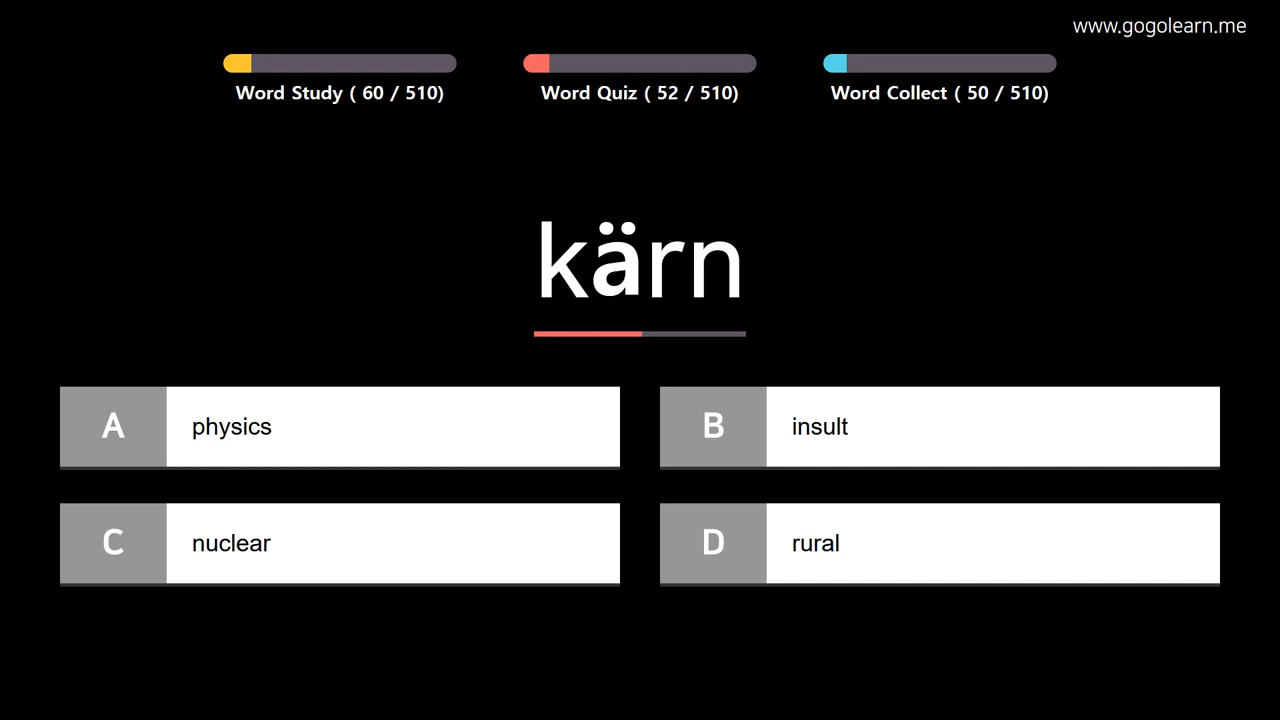 www.gogolearn.me
Word Study ( 60 / 510)
Word Quiz ( 52 / 510)
Word Collect ( 50 / 510)
kärn
A physics
B insult
C nuclear
D rural